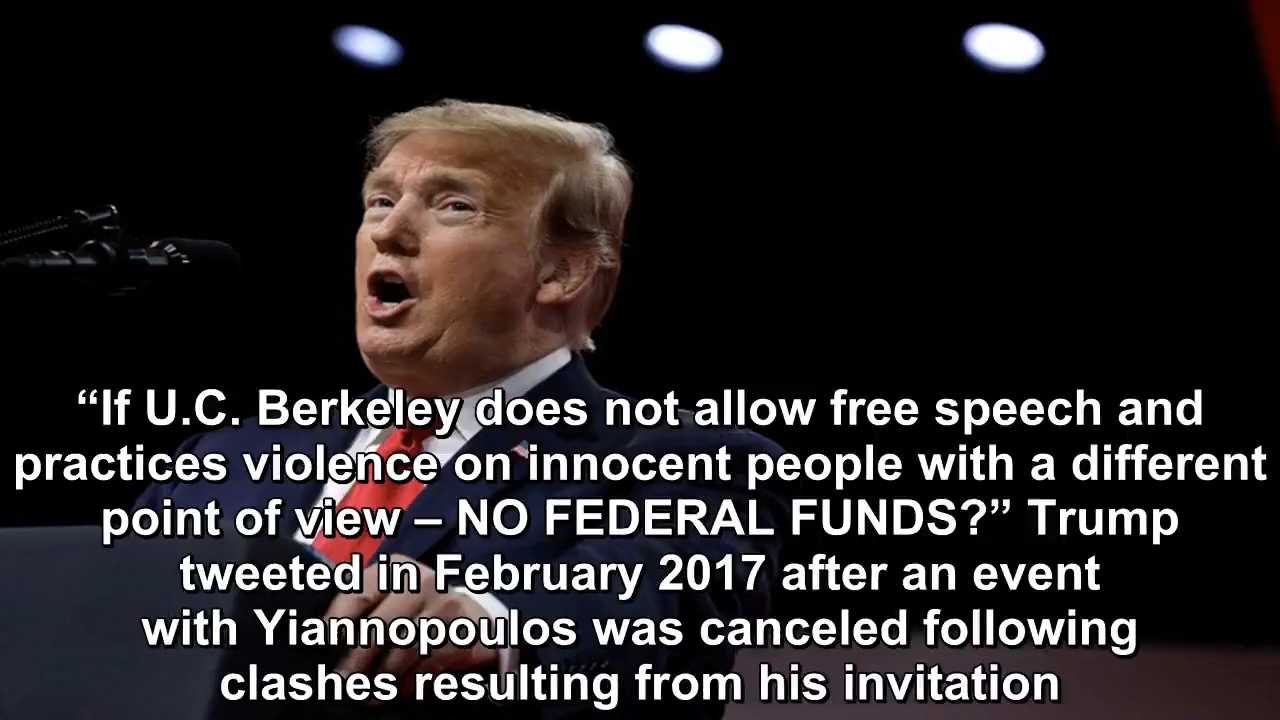 “If U.C. Berkeley does not allow free speech and
practices violence on innocent people with a different
point of view – NO FEDERAL FUNDS?” Trump
tweeted in February 2017 after an event
with Yiannopoulos was canceled following
clashes resulting from his invitation